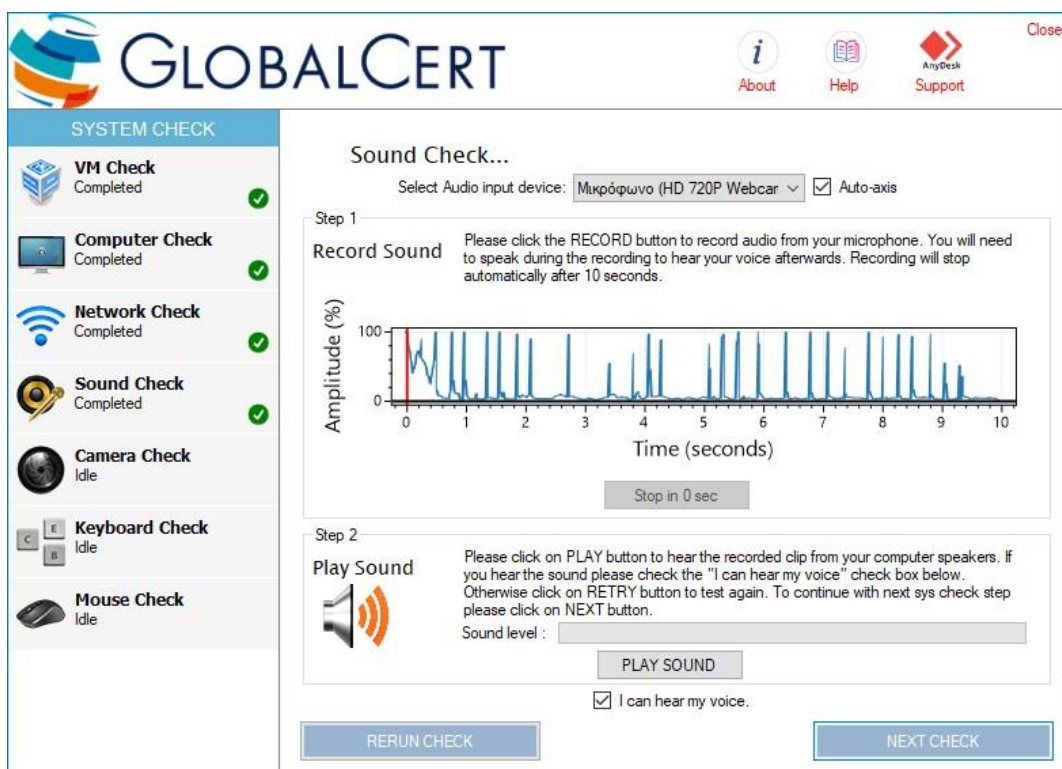 GLOBALCERT
Close
About
Help
AnyDesk
Support
SYSTEM CHECK
VM Check
Completed
Computer Check
Completed
Network Check
Completed
Sound Check
Completed
Camera Check
Idle
Keyboard Check
Idle
C E B
Mouse Check
Idle
Sound Check...
Select Audio input device: Μικρόφωνο (HD 720P Webcar Auto-axis
Step 1
Record Sound
Please click the RECORD button to record audio from your microphone. You will need
to speak during the recording to hear your voice afterwards. Recording will stop
automatically after 10 seconds.
Amplitude (%)
100
0
0 1 2 3 4 5 6 7 8 9 10
Time (seconds)
Stop in 0 sec
Step 2
Play Sound
Please click on PLAY button to hear the recorded clip from your computer speakers. If
you hear the sound please check the "I can hear my voice" check box below.
Otherwise click on RETRY button to test again. To continue with next sys check step
please click on NEXT button.
Sound level :
PLAY SOUND
I can hear my voice.
RERUN CHECK
NEXT CHECK